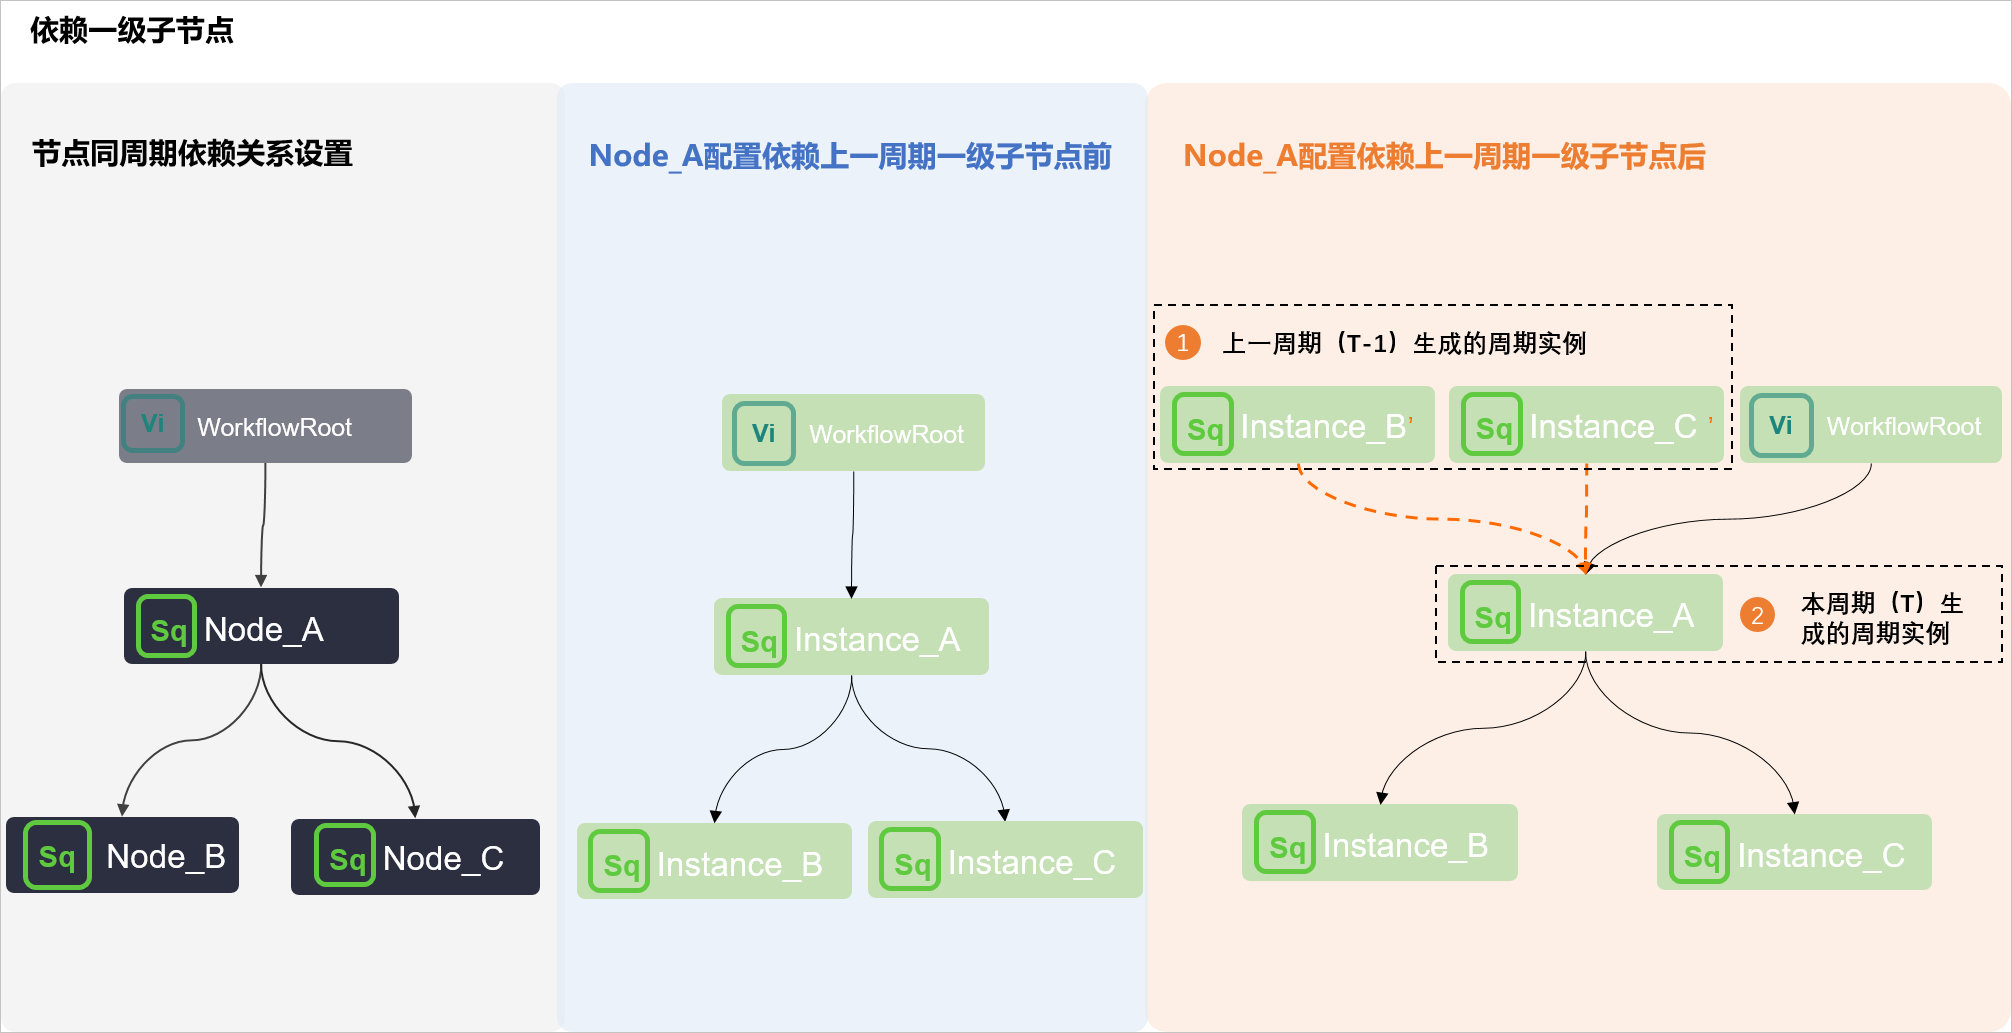 依赖一级子节点
节点同周期依赖关系设置
Vi WorkflowRoot
Sq Node_A
Sq Node_B
Sq Node_C
Node_A配置依赖上一周期一级子节点前
Vi WorkflowRoot
Sq Instance_A
Sq Instance_B
Sq Instance_C
Node_A配置依赖上一周期一级子节点后
1 上一周期（T-1）生成的周期实例
Sq Instance_B’
Sq Instance_C ’
Vi WorkflowRoot
Sq Instance_A
2 本周期（T）生
成的周期实例
Sq Instance_B
Sq Instance_C